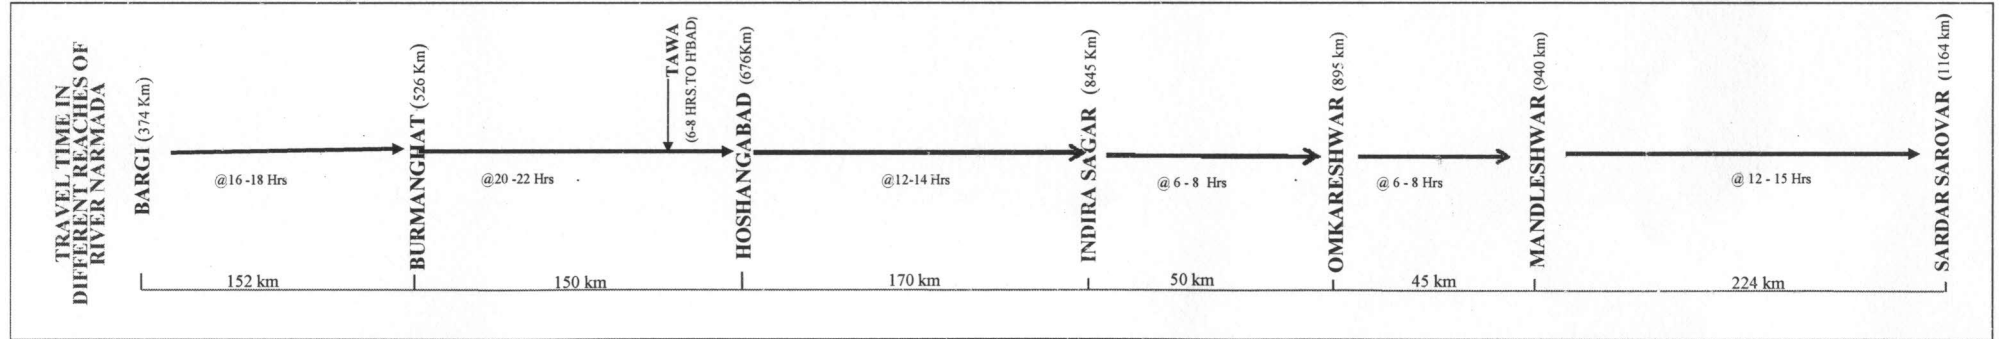 TRAVEL TIME IN
DIFFERENT REACHES OF
RIVER NARMADA
BARGI (374 Km)
@16 -18 Hrs
BURMANGHAT (526 Km)
@20 -22 Hrs
TAWA
(6-8 HRS. TO H'BAD)
HOSHANGABAD (676Km)
@12-14 Hrs
INDIRA SAGAR (845 Km)
@ 6 - 8 Hrs
OMKARESHWAR (895 km)
@ 6 - 8 Hrs
MANDLESHWAR (940 km)
@ 12 - 15 Hrs
SARDAR SAROVAR (1164 km)
152 km
150 km
170 km
50 km
45 km
224 km